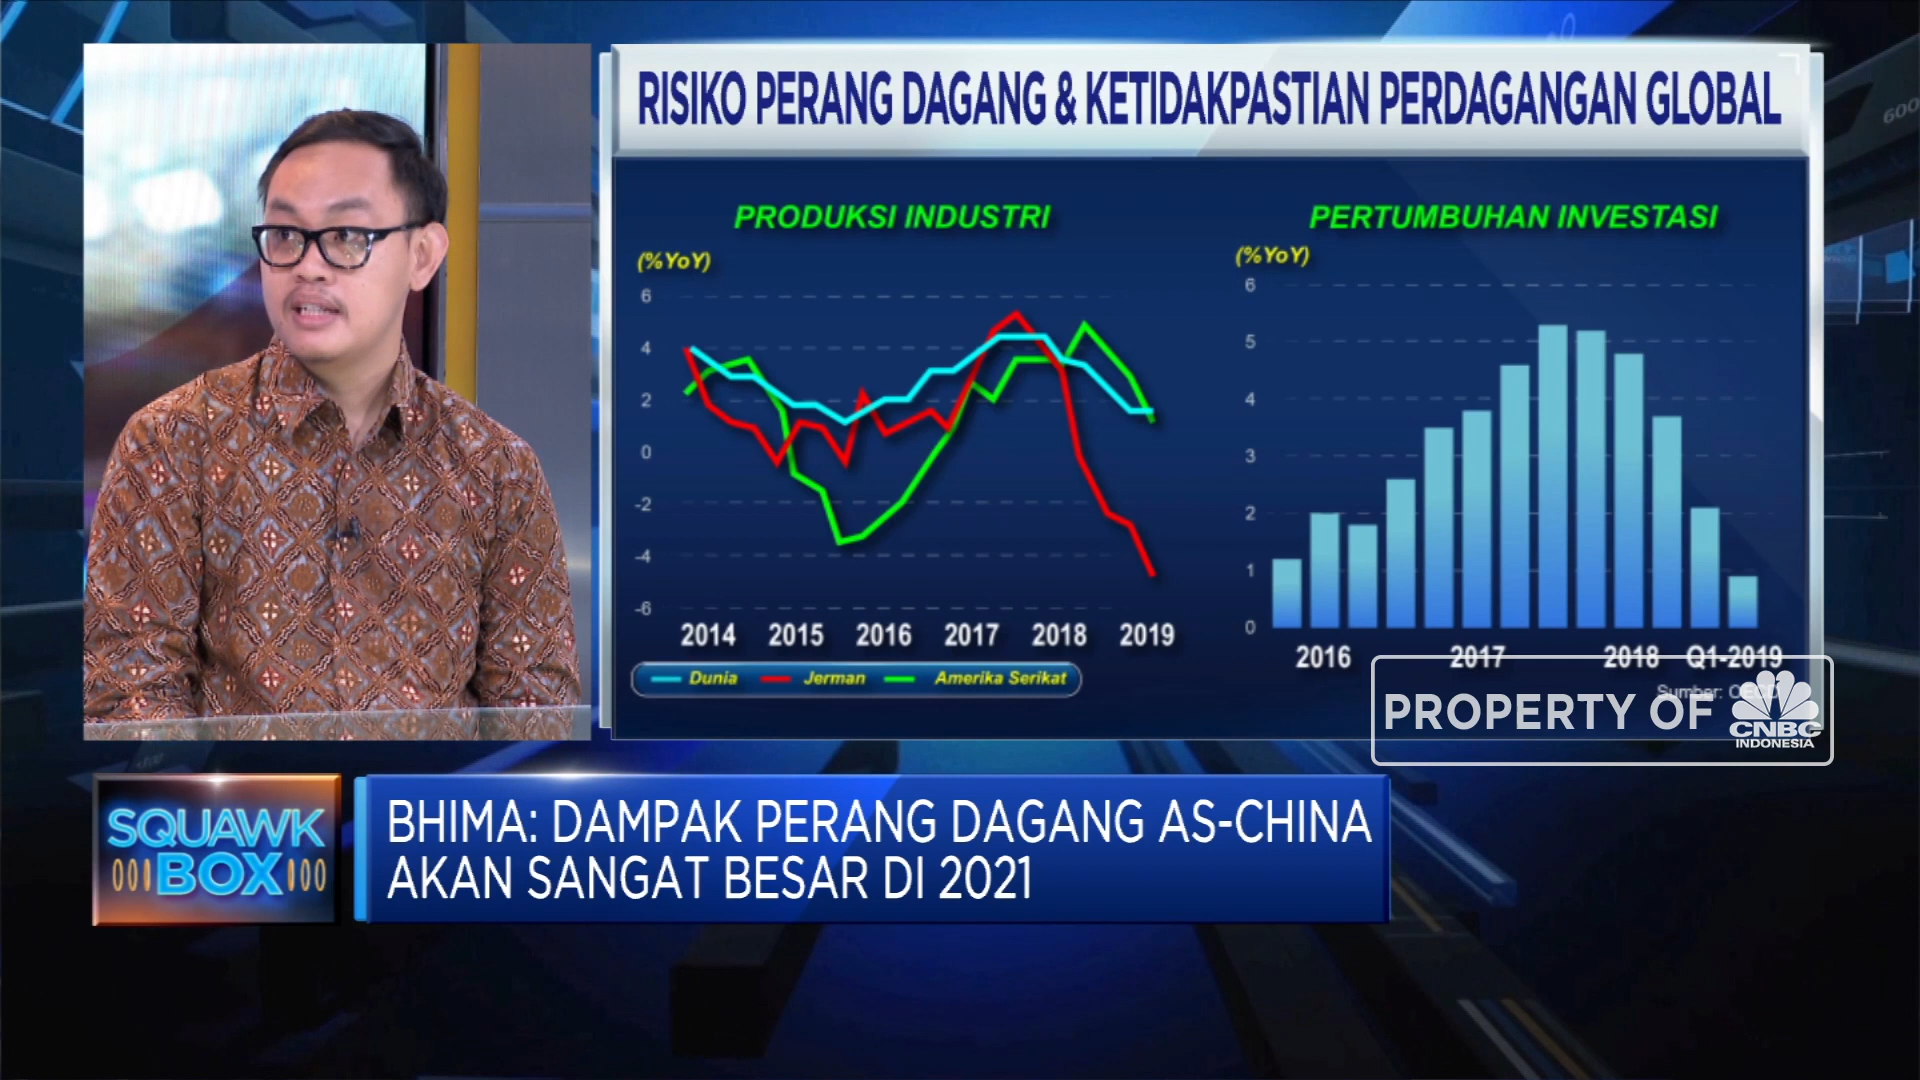 RISIKO PERANG DAGANG & KETIDAKPASTIAN PERDAGANGAN GLOBAL
PRODUKSI INDUSTRI
(%YoY)
6
4
2
0
-2
-4
-6
2014 2015 2016 2017 2018 2019
Dunia Jerman Amerika Serikat
PERTUMBUHAN INVESTASI
(%YoY)
6
5
4
3
2
1
0
2016 2017 2018 Q1-2019
Sumber: OECD
PROPERTY OF CNBC
INDONESIA
SQUAWK
BOX
BHIMA: DAMPAK PERANG DAGANG AS-CHINA
AKAN SANGAT BESAR DI 2021
600